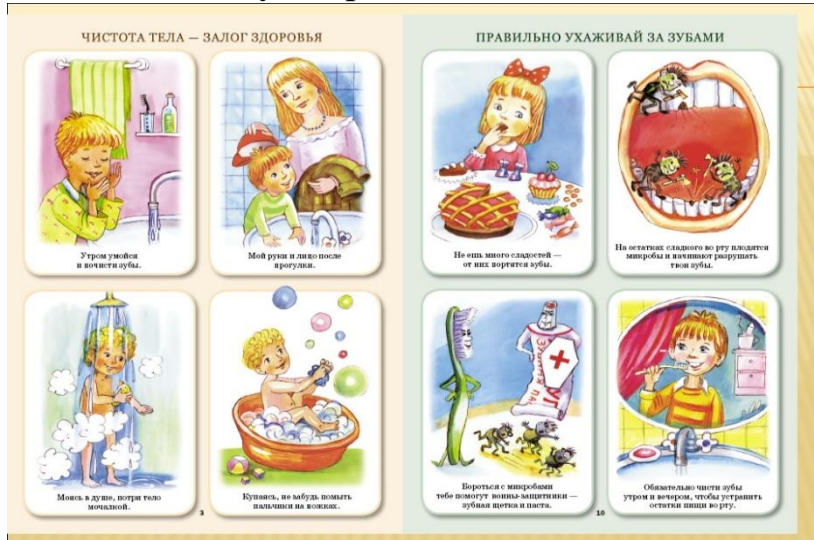 ЧИСТОТА ТЕЛА — ЗАЛОГ ЗДОРОВЬЯ
Утром умойся
и почисти зубы.
Мой руки и лицо после
прогулки.
Моясь в душе, потри тело
мочалкой.
Купаясь, не забудь помыть
пальчики на ножках.
3
ПРАВИЛЬНО УХАЖИВАЙ ЗА ЗУБАМИ
Не ешь много сладостей —
от них портятся зубы.
На остатках сладкого во рту плодятся
микробы и начинают разрушать
твои зубы.
Бороться с микробами
тебе помогут воины-защитники —
зубная щетка и паста.
10
Обязательно чисти зубы
утром и вечером, чтобы устранить
остатки пищи во рту.